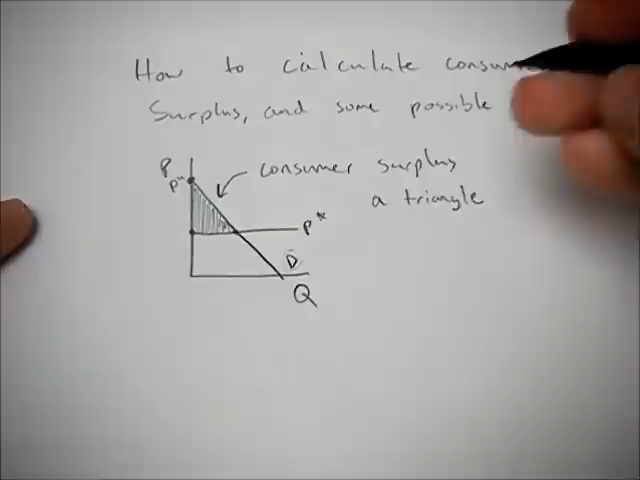 How to calculate consum
Surplus, and some possible
P
consumer surplus
a triangle
P*
D
Q